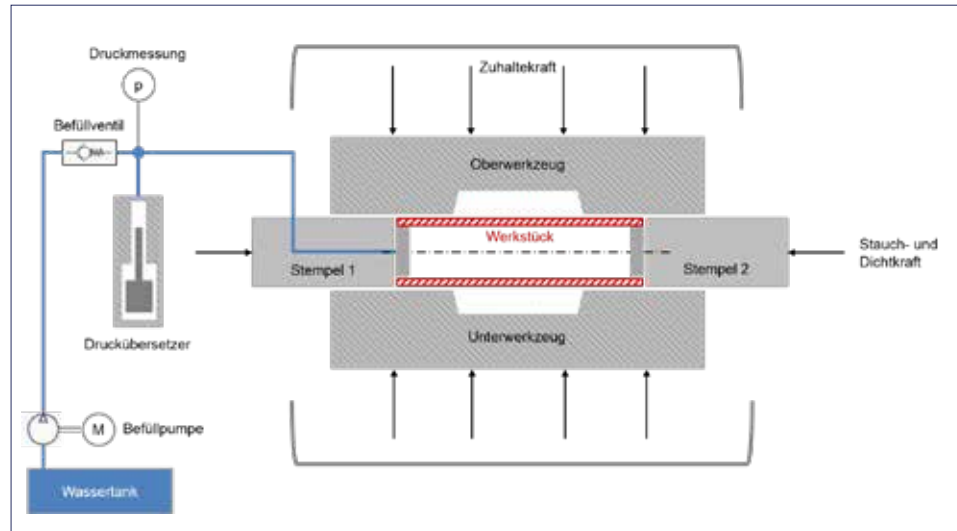 Druckmessung
p
Zuhaltekraft
Befüllventil
Oberwerkzeug
Werkstück
Stempel 1
Stempel 2
Stauch- und
Dichtkraft
Unterwerkzeug
Druckübersetzer
M
Befüllpumpe
Wassertank